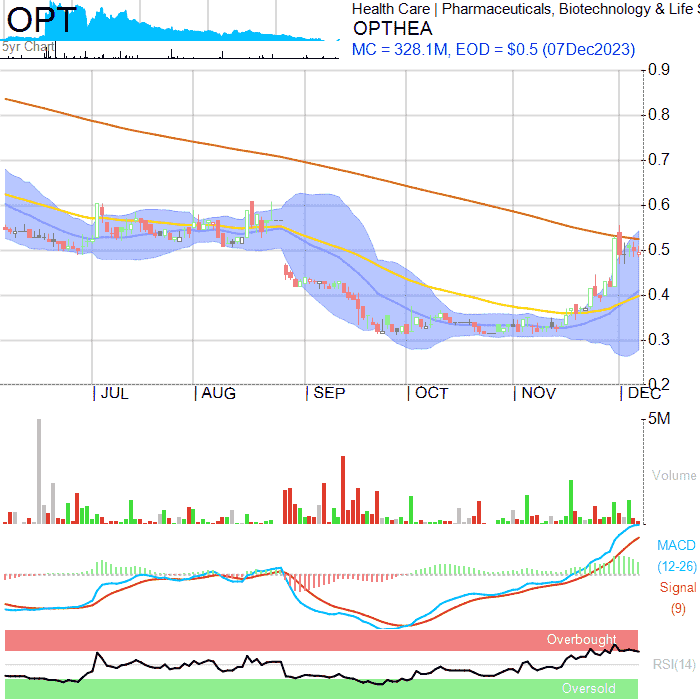 OPT
5yr Chart
Health Care | Pharmaceuticals, Biotechnology & Life S
OPTHEA
MC = 328.1M, EOD = $0.5 (07Dec2023)
0.9
0.8
0.7
0.6
0.5
0.4
0.3
0.2
JUL AUG SEP OCT NOV DEC
5M
Volume
MACD
(12-26)
Signal
(9)
Overbought
RSI(14)
Oversold